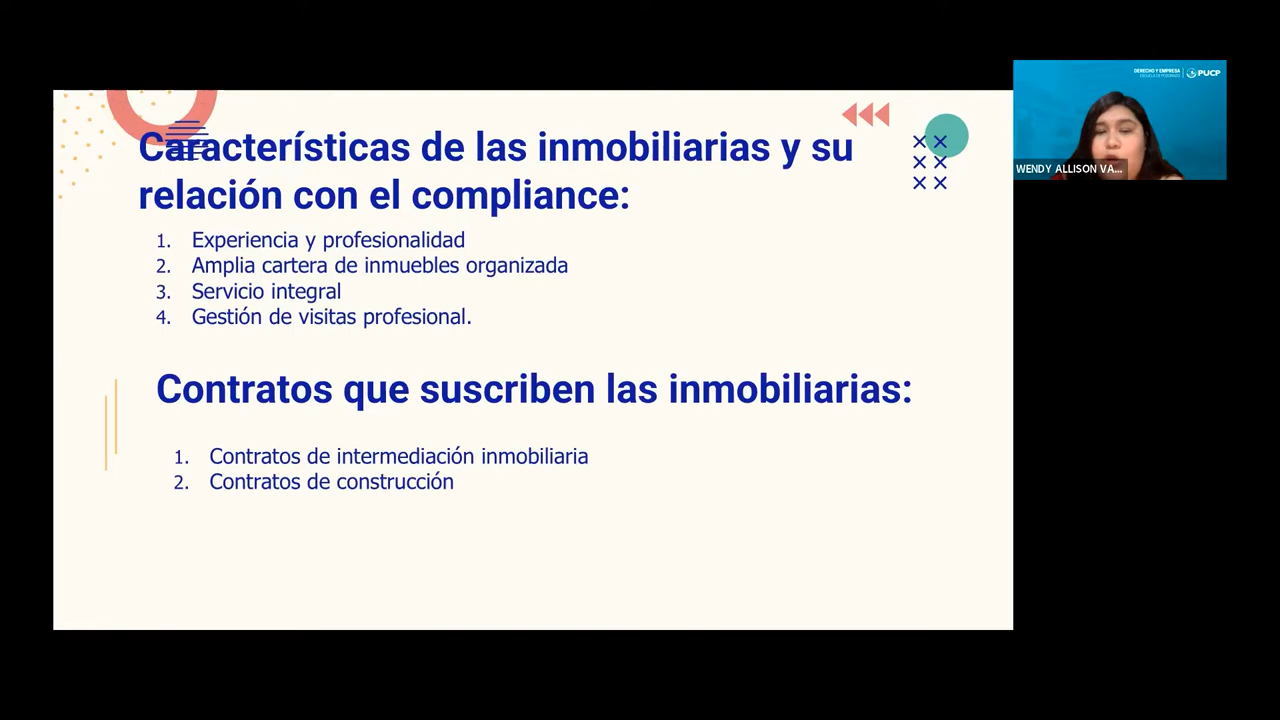 Características de las inmobiliarias y su
relación con el compliance:
1. Experiencia y profesionalidad
2. Amplia cartera de inmuebles organizada
3. Servicio integral
4. Gestión de visitas profesional.
Contratos que suscriben las inmobiliarias:
1. Contratos de intermediación inmobiliaria
2. Contratos de construcción
DERECHO Y EMPRESA
ESCUELA DE POSGRADO
PUCP
WENDY ALLISON VA...